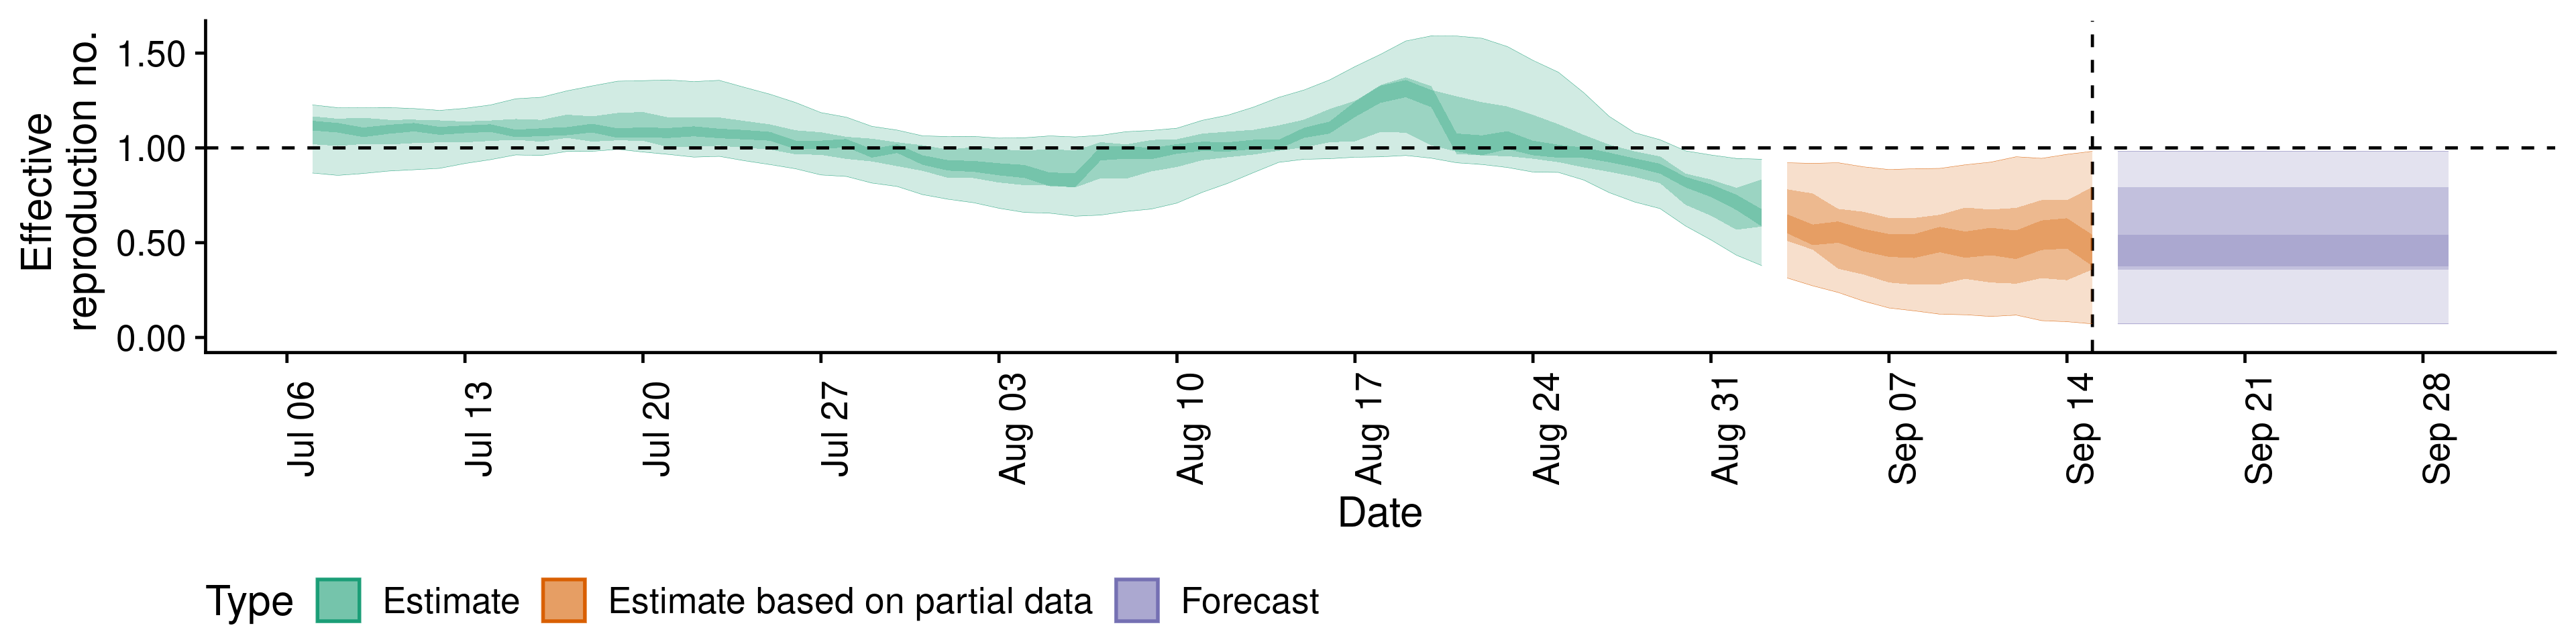 Effective
reproduction no.
1.50
1.00
0.50
0.00
Jul 06
Jul 13
Jul 20
Jul 27
Aug 03
Aug 10
Aug 17
Aug 24
Aug 31
Sep 07
Sep 14
Sep 21
Sep 28
Date
Type Estimate Estimate based on partial data Forecast